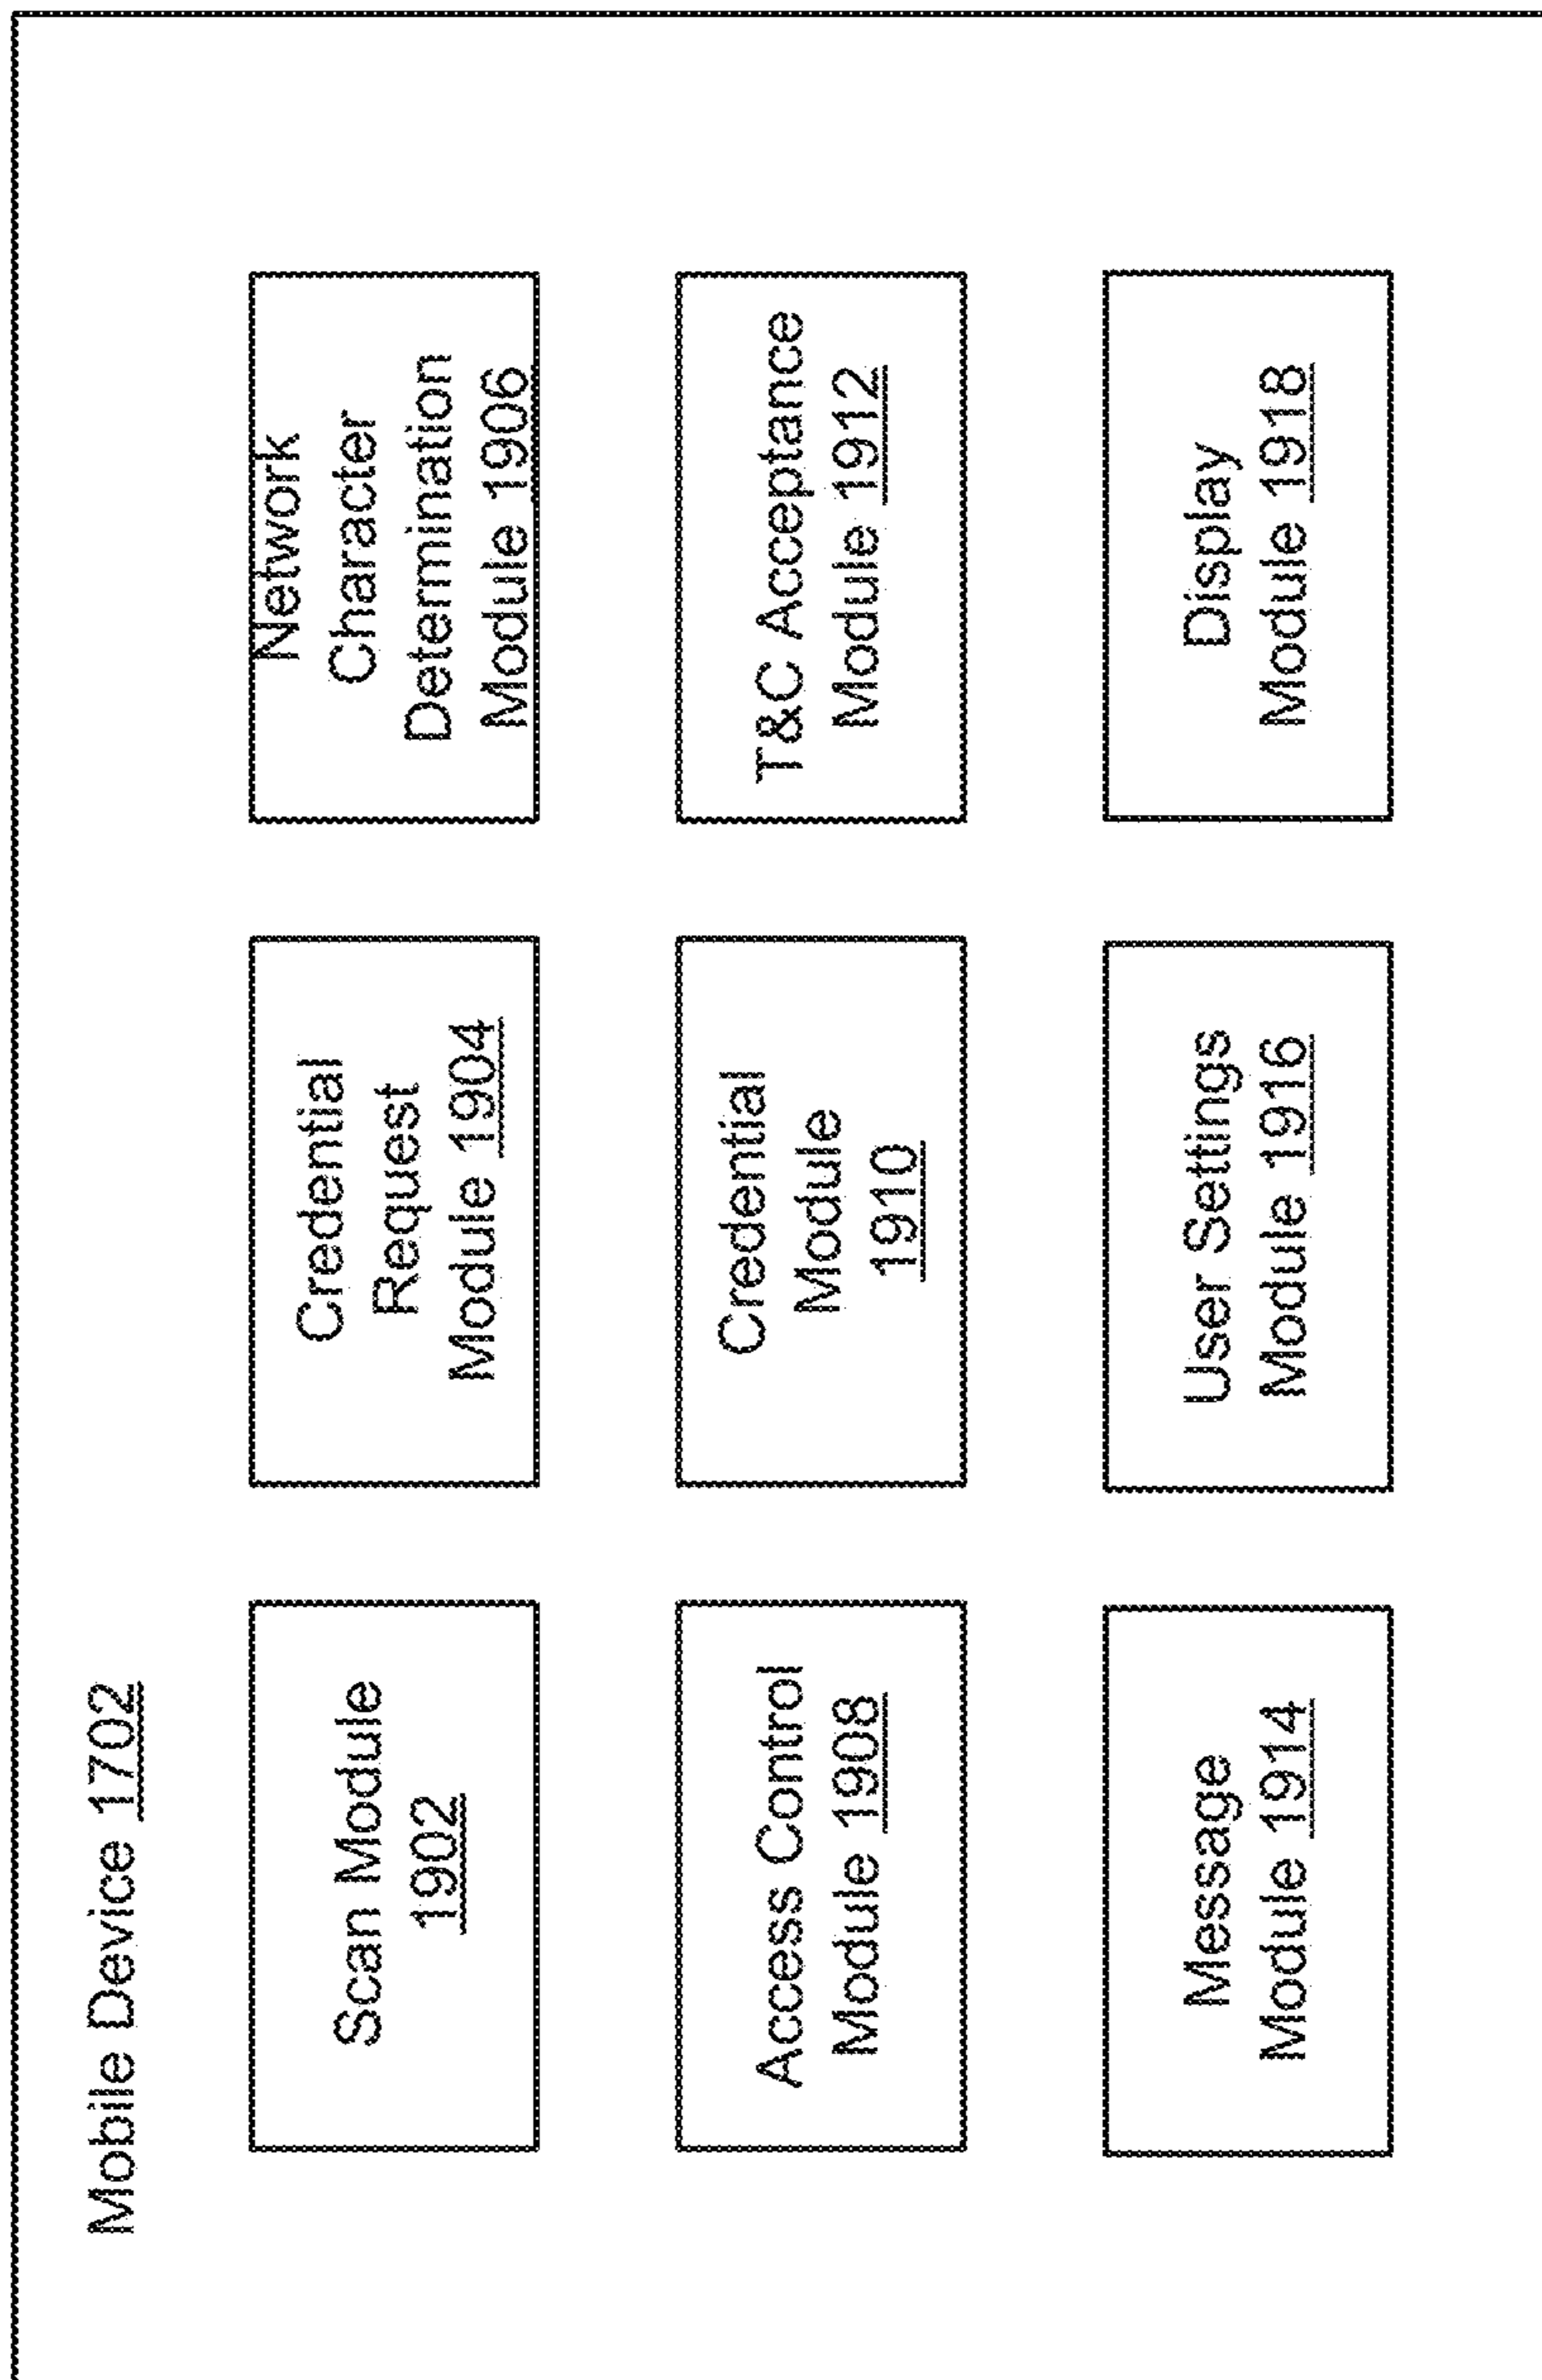 Mobile Device 1702
Scan Module
1902
Credential
Request
Module 1904
Network
Character
Determination
Module 1906
Access Control
Module 1908
Credential
Module
1910
T&C Acceptance
Module 1912
Message
Module 1914
User Settings
Module 1916
Display
Module 1918